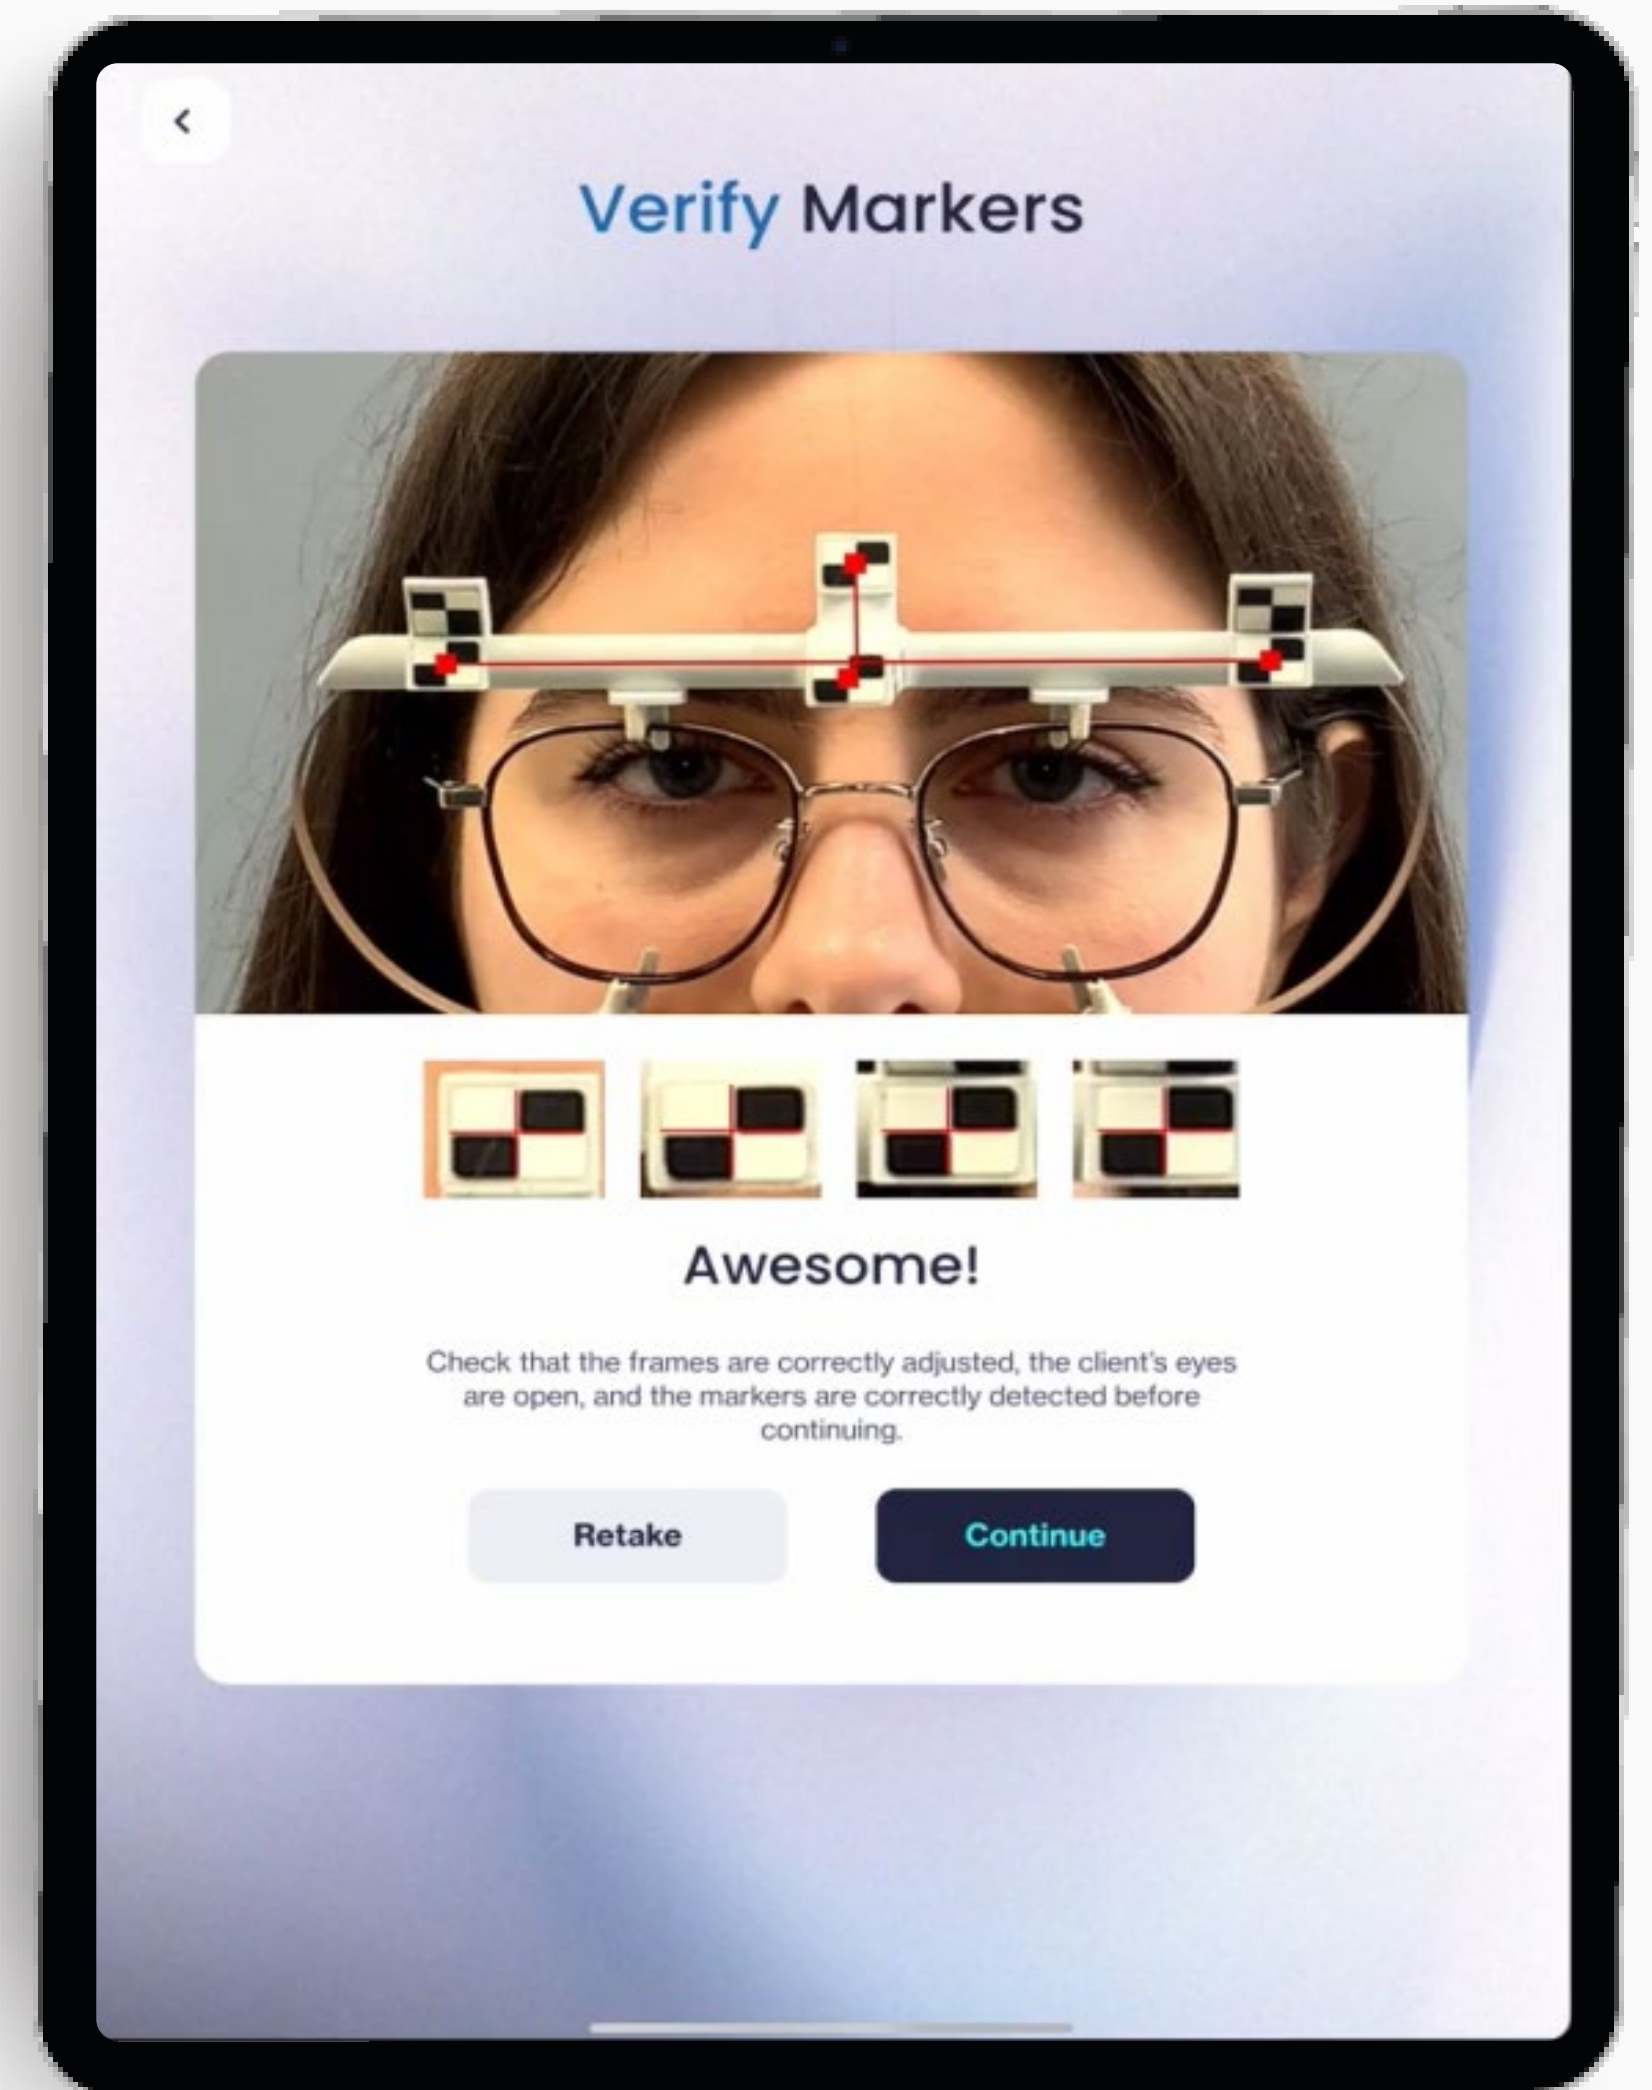 Verify Markers
Awesome!
Check that the frames are correctly adjusted, the client's eyes
are open, and the markers are correctly detected before
continuing.
Retake
Continue